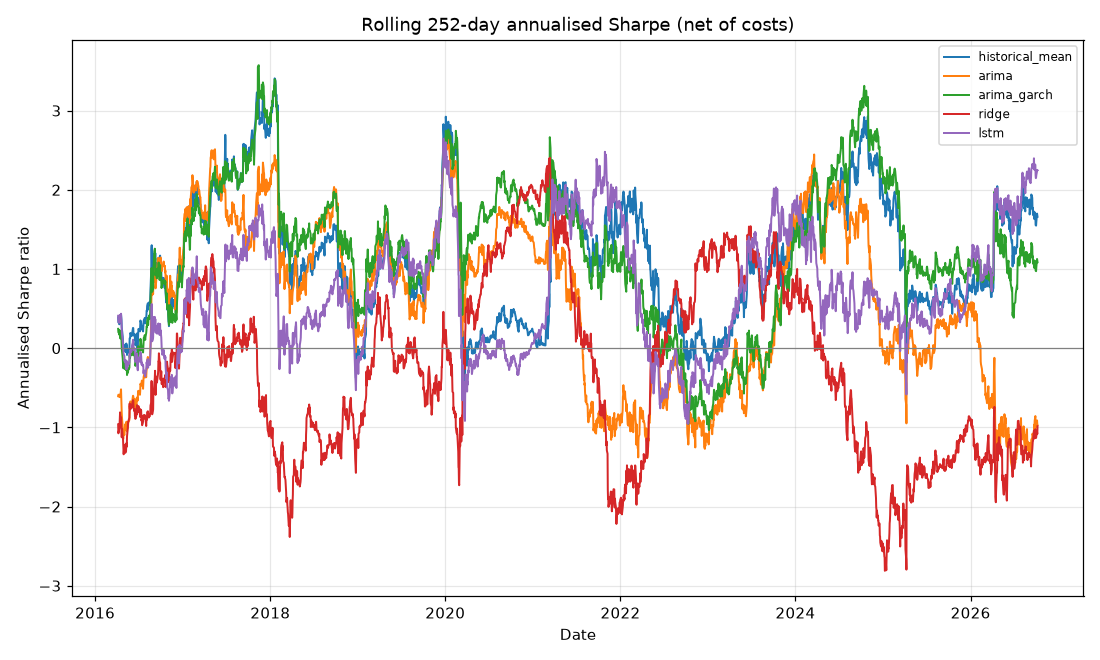 Rolling 252-day annualised Sharpe (net of costs)
historical_mean
arima
arima_garch
ridge
lstm
Annualised Sharpe ratio
3
2
1
0
−1
−2
−3
2016
2018
2020
2022
2024
2026
Date